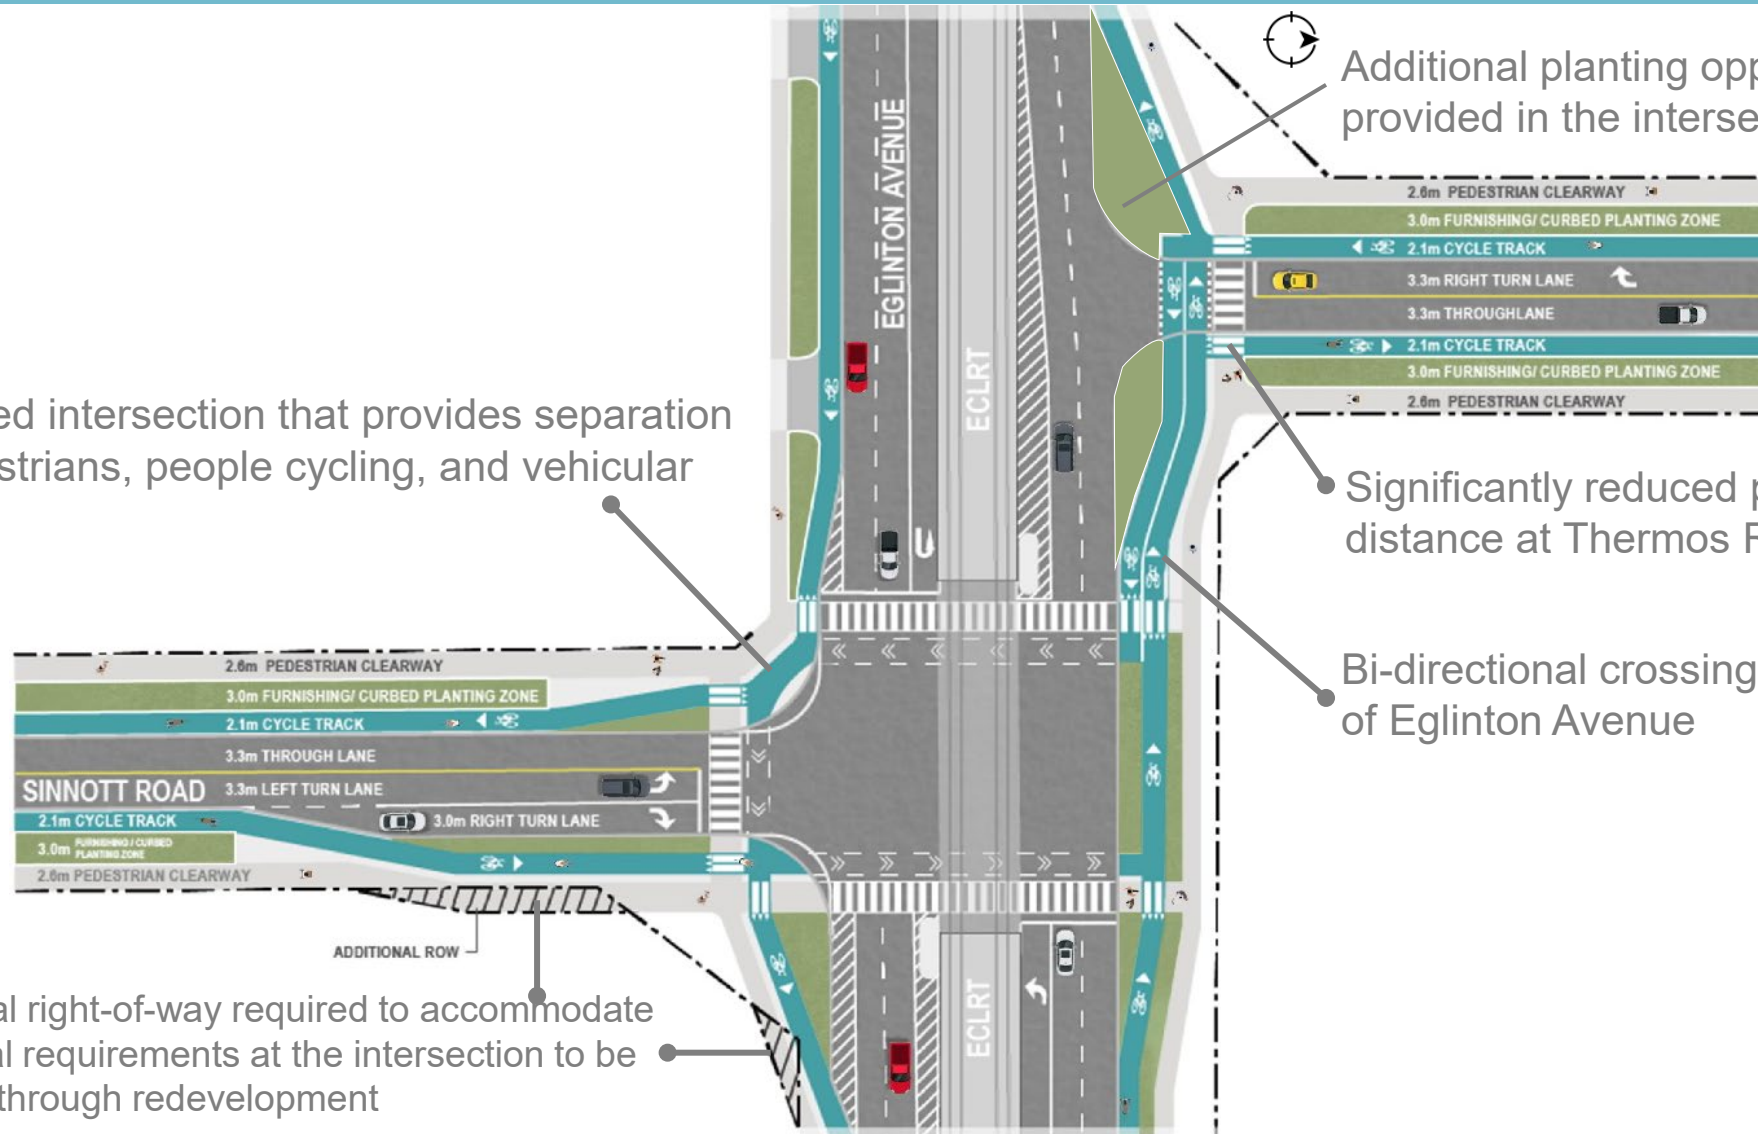 Additional planting opp
provided in the interse
EGLINTON AVENUE
2.6m PEDESTRIAN CLEARWAY
3.0m FURNISHING/ CURBED PLANTING ZONE
2.1m CYCLE TRACK
3.3m RIGHT TURN LANE
3.3m THROUGHLANE
2.1m CYCLE TRACK
3.0m FURNISHING/ CURBED PLANTING ZONE
2.6m PEDESTRIAN CLEARWAY
ECLRT
ed intersection that provides separation
strians, people cycling, and vehicular
Significantly reduced p
distance at Thermos R
Bi-directional crossing
of Eglinton Avenue
2.6m PEDESTRIAN CLEARWAY
3.0m FURNISHING/ CURBED PLANTING ZONE
2.1m CYCLE TRACK
3.3m THROUGH LANE
SINNOTT ROAD 3.3m LEFT TURN LANE
2.1m CYCLE TRACK
3.0m RIGHT TURN LANE
3.0m FURNISHING / CURBED
PLANTING ZONE
2.6m PEDESTRIAN CLEARWAY
ADDITIONAL ROW
ECLRT
al right-of-way required to accommodate
al requirements at the intersection to be
through redevelopment